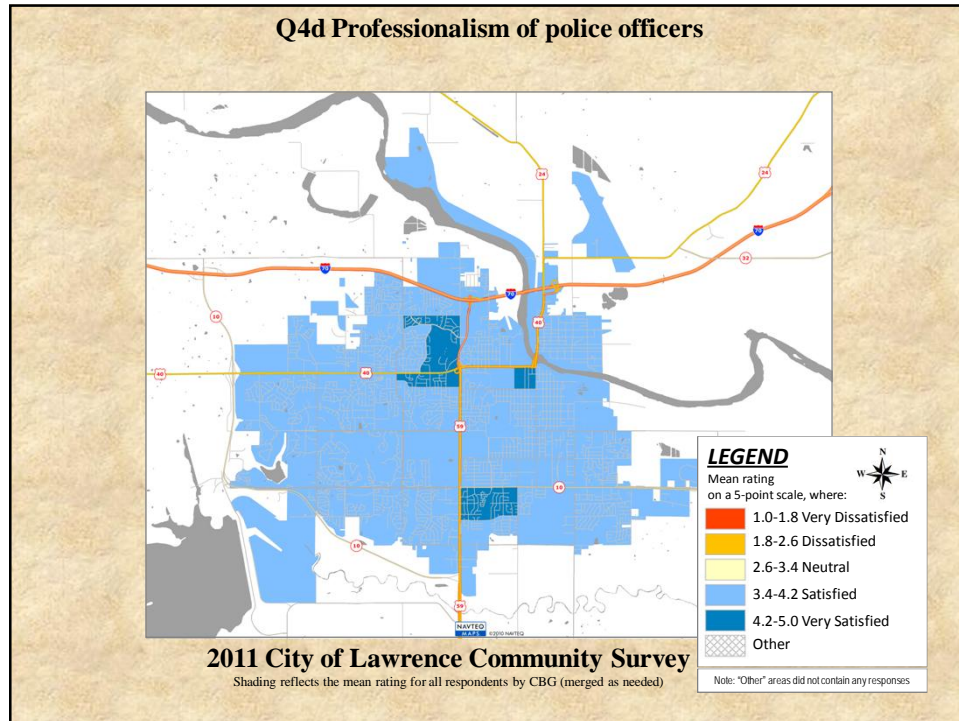 Q4d Professionalism of police officers
24
24
70
32
70
70
10
40
40
40
59
10
10
59
NAVTEQ
MAPS
©2010 NAVTEQ
LEGEND
Mean rating
on a 5-point scale, where:
N
W E
S
1.0-1.8 Very Dissatisfied
1.8-2.6 Dissatisfied
2.6-3.4 Neutral
3.4-4.2 Satisfied
4.2-5.0 Very Satisfied
Other
Note: "Other" areas did not contain any responses
2011 City of Lawrence Community Survey
Shading reflects the mean rating for all respondents by CBG (merged as needed)